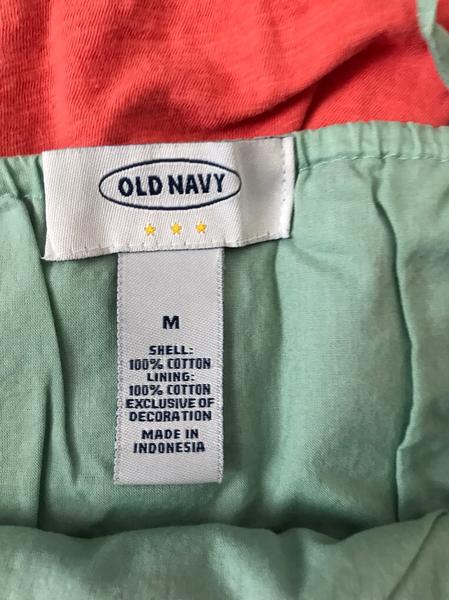 OLD NAVY
M
SHELL:
100% COTTON
LINING:
100% COTTON
EXCLUSIVE OF
DECORATION
MADE IN
INDONESIA